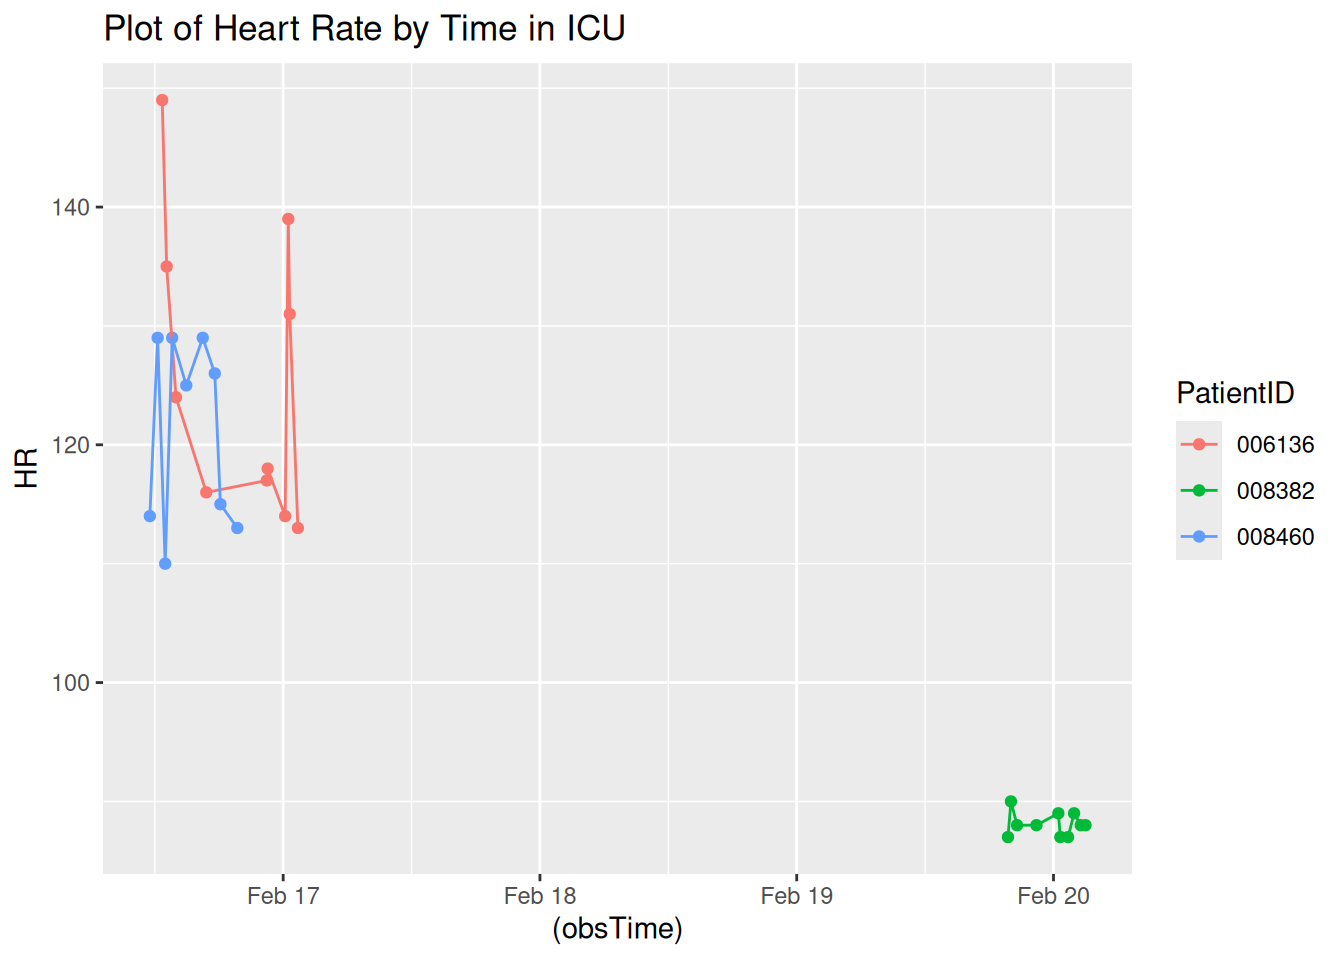 Plot of Heart Rate by Time in ICU
140
120
100
HR
Feb 17 Feb 18 Feb 19 Feb 20
(obsTime)
PatientID
006136
008382
008460